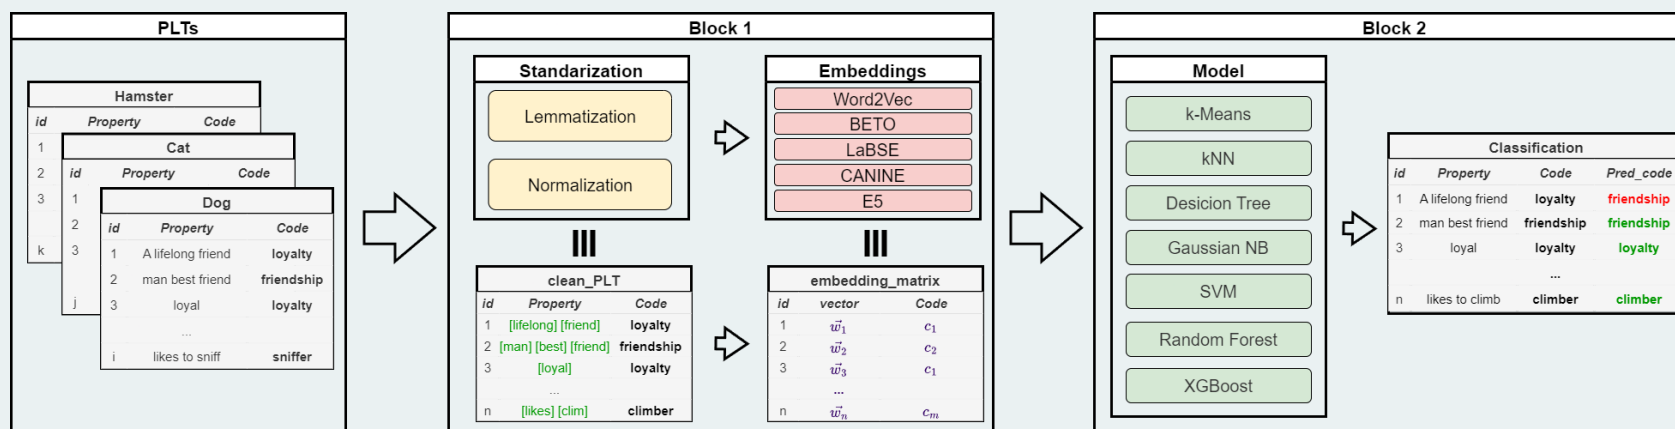 PLTs
Hamster
id Property Code
1
2
3
k
Cat
id Property Code
1
2
3
j
Dog
id Property Code
1 A lifelong friend loyalty
2 man best friend friendship
3 loyal loyalty
...
i likes to sniff sniffer
Block 1
Standarization
Lemmatization
Normalization
Embeddings
Word2Vec
BETO
LaBSE
CANINE
E5
clean_PLT
id Property Code
1 [lifelong] [friend] loyalty
2 [man] [best] [friend] friendship
3 [loyal] loyalty
...
n [likes] [clim] climber
embedding_matrix
id vector Code
1 w⃗₁ c₁
2 w⃗₂ c₂
3 w⃗₃ c₁
...
n w⃗ₙ cₘ
Block 2
Model
k-Means
kNN
Desicion Tree
Gaussian NB
SVM
Random Forest
XGBoost
Classification
id Property Code Pred_code
1 A lifelong friend loyalty friendship
2 man best friend friendship friendship
3 loyal loyalty loyalty
...
n likes to climb climber climber